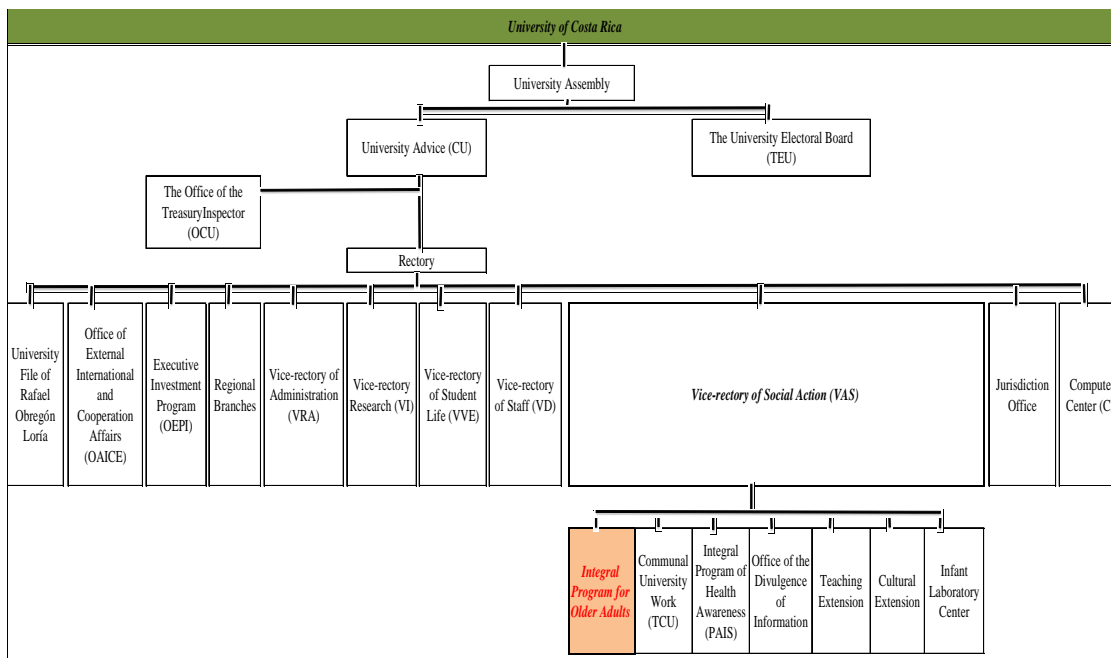 University of Costa Rica
University Assembly
University Advice (CU)
The University Electoral Board
(TEU)
The Office of the
TreasuryInspector
(OCU)
Rectory
University
File of
Rafael
Obregón
Loría
Office of
External
International
and
Cooperation
Affairs
(OAICE)
Executive
Investment
Program
(OEPI)
Regional
Branches
Vice-rectory of
Administration
(VRA)
Vice-rectory
Research (VI)
Vice-rectory
of Student
Life (VVE)
Vice-rectory
of Staff (VD)
Vice-rectory of Social Action (VAS)
Jurisdiction
Office
Compute
Center (C
Integral
Program for
Older Adults
Communal
University
Work
(TCU)
Integral
Program of
Health
Awareness
(PAIS)
Office of the
Divulgence
of
Information
Teaching
Extension
Cultural
Extension
Infant
Laboratory
Center